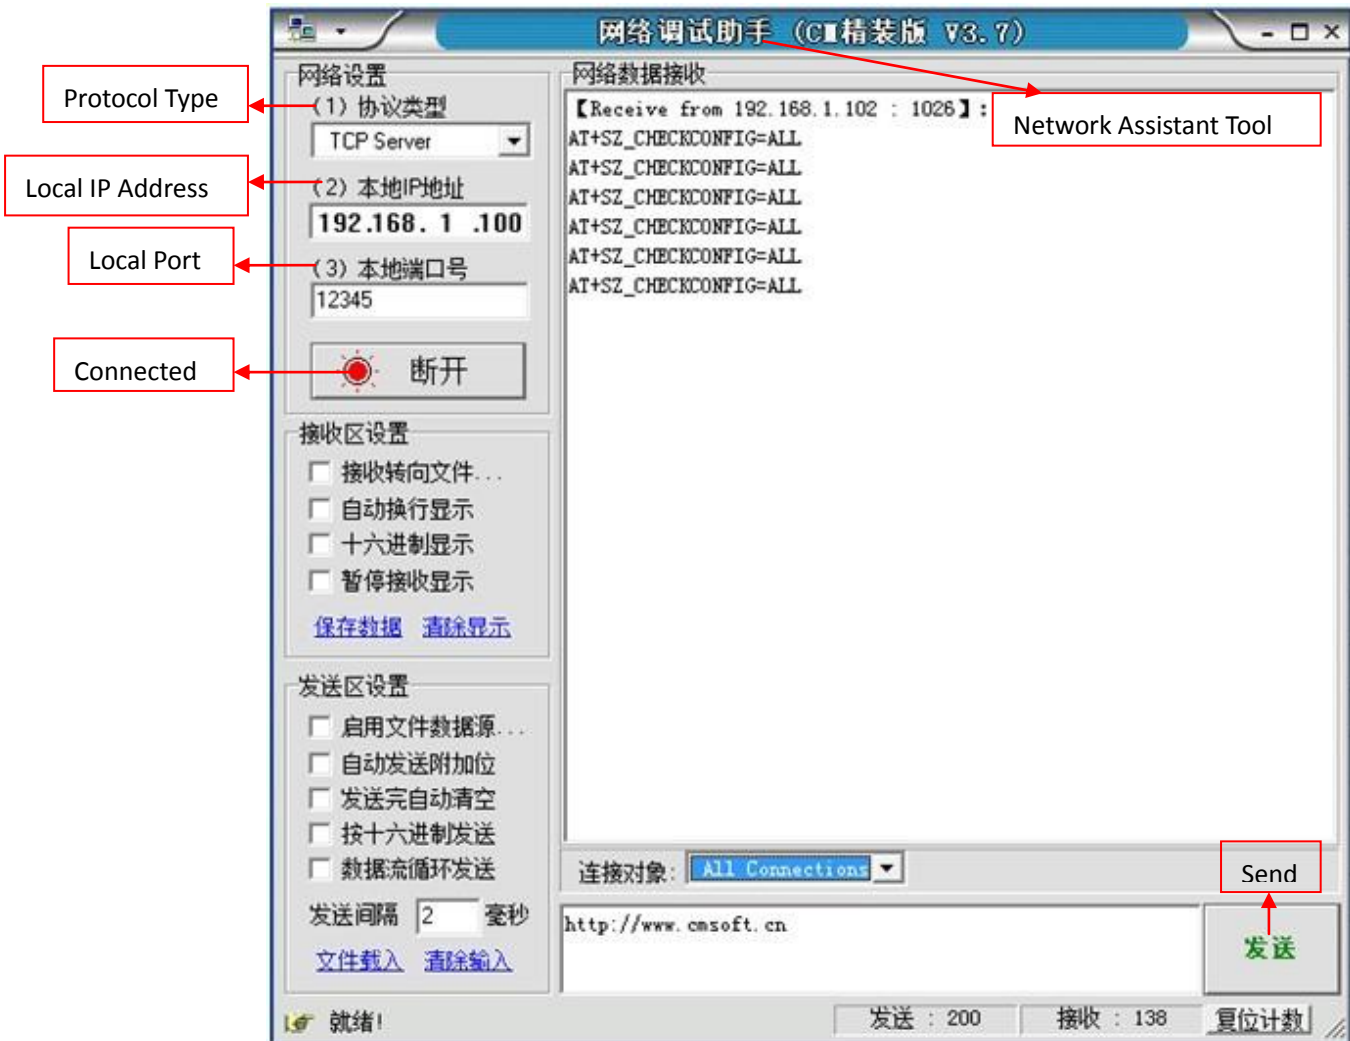 网络调试助手 (CM精装版 V3.7)
网络设置
Protocol Type
(1) 协议类型
TCP Server
Local IP Address
(2) 本地IP地址
192.168. 1 .100
Local Port
(3) 本地端口号
12345
Connected
断开
接收区设置
接收转向文件...
自动换行显示
十六进制显示
暂停接收显示
保存数据 清除显示
发送区设置
启用文件数据源...
自动发送附加位
发送完自动清空
按十六进制发送
数据流循环发送
发送间隔 2 毫秒
文件载入 清除输入
网络数据接收
【Receive from 192.168.1.102 : 1026】:
Network Assistant Tool
AT+SZ_CHECKCONFIG=ALL
AT+SZ_CHECKCONFIG=ALL
AT+SZ_CHECKCONFIG=ALL
AT+SZ_CHECKCONFIG=ALL
AT+SZ_CHECKCONFIG=ALL
AT+SZ_CHECKCONFIG=ALL
连接对象: All Connections
Send
http://www.cmsoft.cn
发送
就绪!
发送 : 200
接收 : 138
复位计数